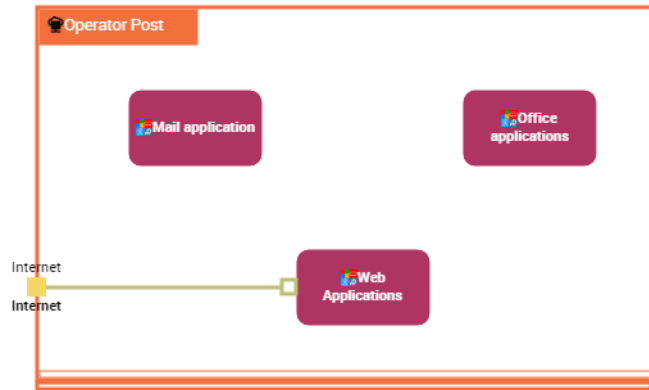 Operator Post
Mail application
Office
applications
Internet
Internet
Web
Applications